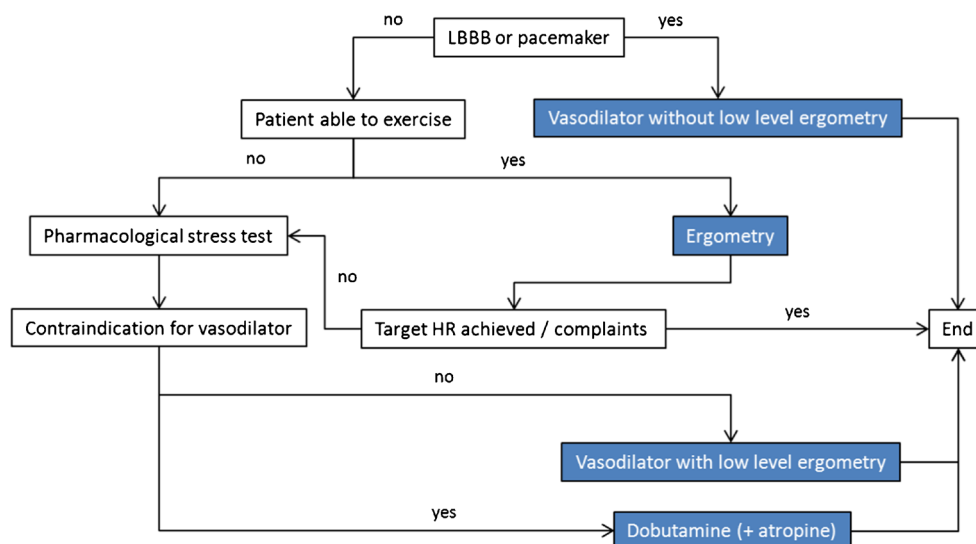 no
LBBB or pacemaker
yes
Patient able to exercise
Vasodilator without low level ergometry
no
yes
Pharmacological stress test
Ergometry
no
Contraindication for vasodilator
Target HR achieved / complaints
yes
End
no
Vasodilator with low level ergometry
yes
Dobutamine (+ atropine)